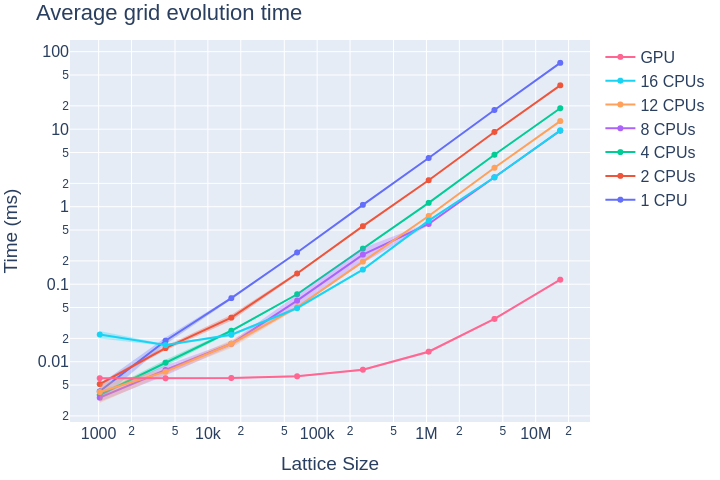 Average grid evolution time
100
5
2
10
5
2
1
5
2
0.1
5
2
0.01
5
2
Time (ms)
1000 2 5 10k 2 5 100k 2 5 1M 2 5 10M 2
Lattice Size
GPU
16 CPUs
12 CPUs
8 CPUs
4 CPUs
2 CPUs
1 CPU